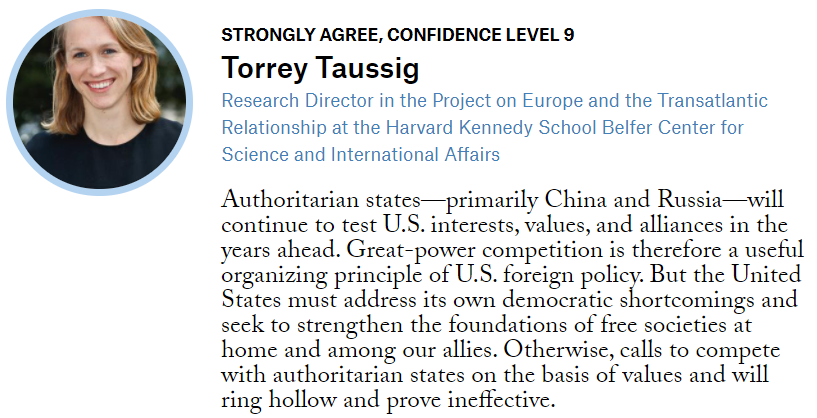 STRONGLY AGREE, CONFIDENCE LEVEL 9
Torrey Taussig
Research Director in the Project on Europe and the Transatlantic
Relationship at the Harvard Kennedy School Belfer Center for
Science and International Affairs
Authoritarian states—primarily China and Russia—will
continue to test U.S. interests, values, and alliances in the
years ahead. Great-power competition is therefore a useful
organizing principle of U.S. foreign policy. But the United
States must address its own democratic shortcomings and
seek to strengthen the foundations of free societies at
home and among our allies. Otherwise, calls to compete
with authoritarian states on the basis of values and will
ring hollow and prove ineffective.